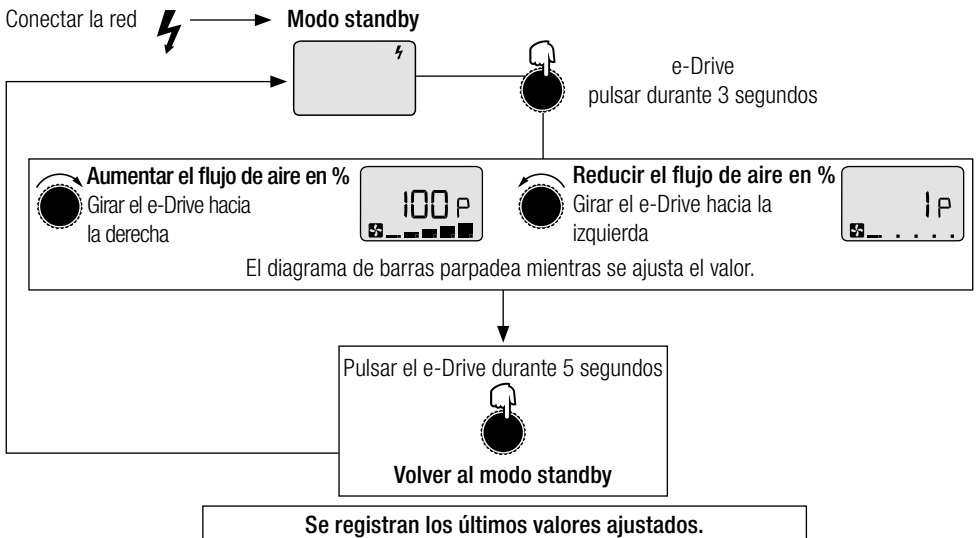 Conectar la red
Modo standby
e-Drive
pulsar durante 3 segundos
Aumentar el flujo de aire en %
Girar el e-Drive hacia
la derecha
100 P
Reducir el flujo de aire en %
Girar el e-Drive hacia la
izquierda
1 P
El diagrama de barras parpadea mientras se ajusta el valor.
Pulsar el e-Drive durante 5 segundos
Volver al modo standby
Se registran los últimos valores ajustados.